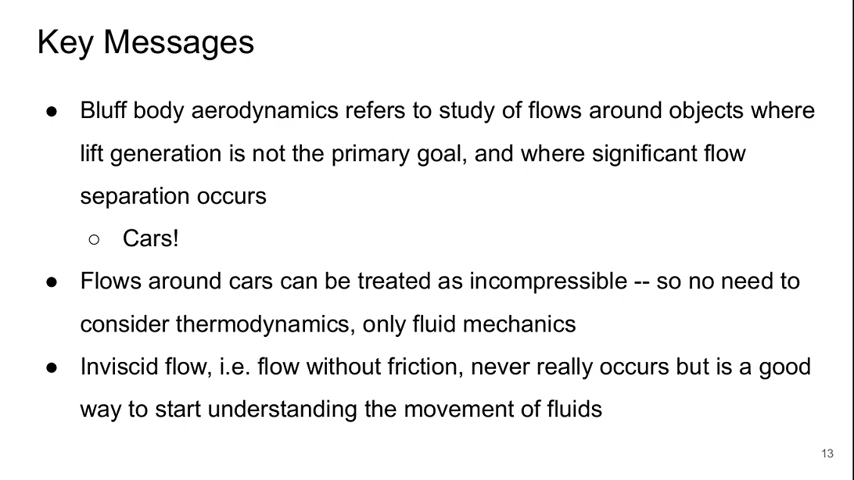 Key Messages
● Bluff body aerodynamics refers to study of flows around objects where
lift generation is not the primary goal, and where significant flow
separation occurs
○ Cars!
● Flows around cars can be treated as incompressible -- so no need to
consider thermodynamics, only fluid mechanics
● Inviscid flow, i.e. flow without friction, never really occurs but is a good
way to start understanding the movement of fluids
13